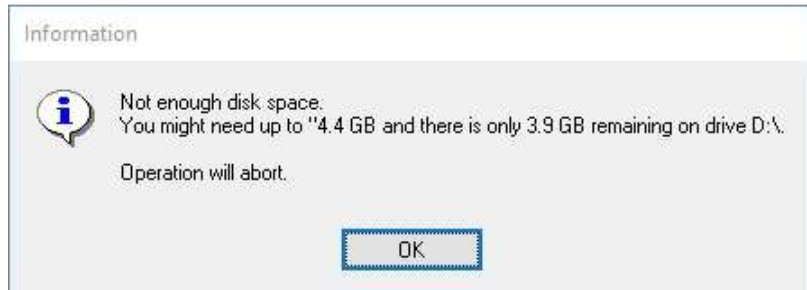 Information
Not enough disk space.
You might need up to "4.4 GB and there is only 3.9 GB remaining on drive D:\.
Operation will abort.
OK